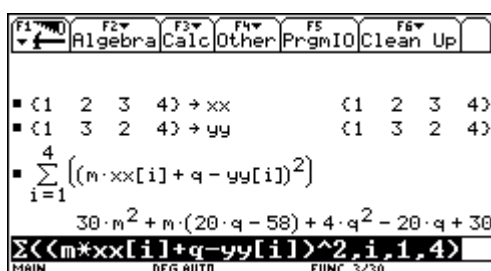 F1 F2 Algebra F3 Calc F4 Other F5 PrgmIO F6 Clean Up
▪ {1 2 3 4} → xx {1 2 3 4}
▪ {1 3 2 4} → yy {1 3 2 4}
4
▪ Σ ((m·xx[i] + q - yy[i])²)
i = 1
30·m² + m·(20·q - 58) + 4·q² - 20·q + 30
Σ((m*xx[i]+q-yy[i])^2,i,1,4)
MAIN DEG AUTO FUNC 3/30